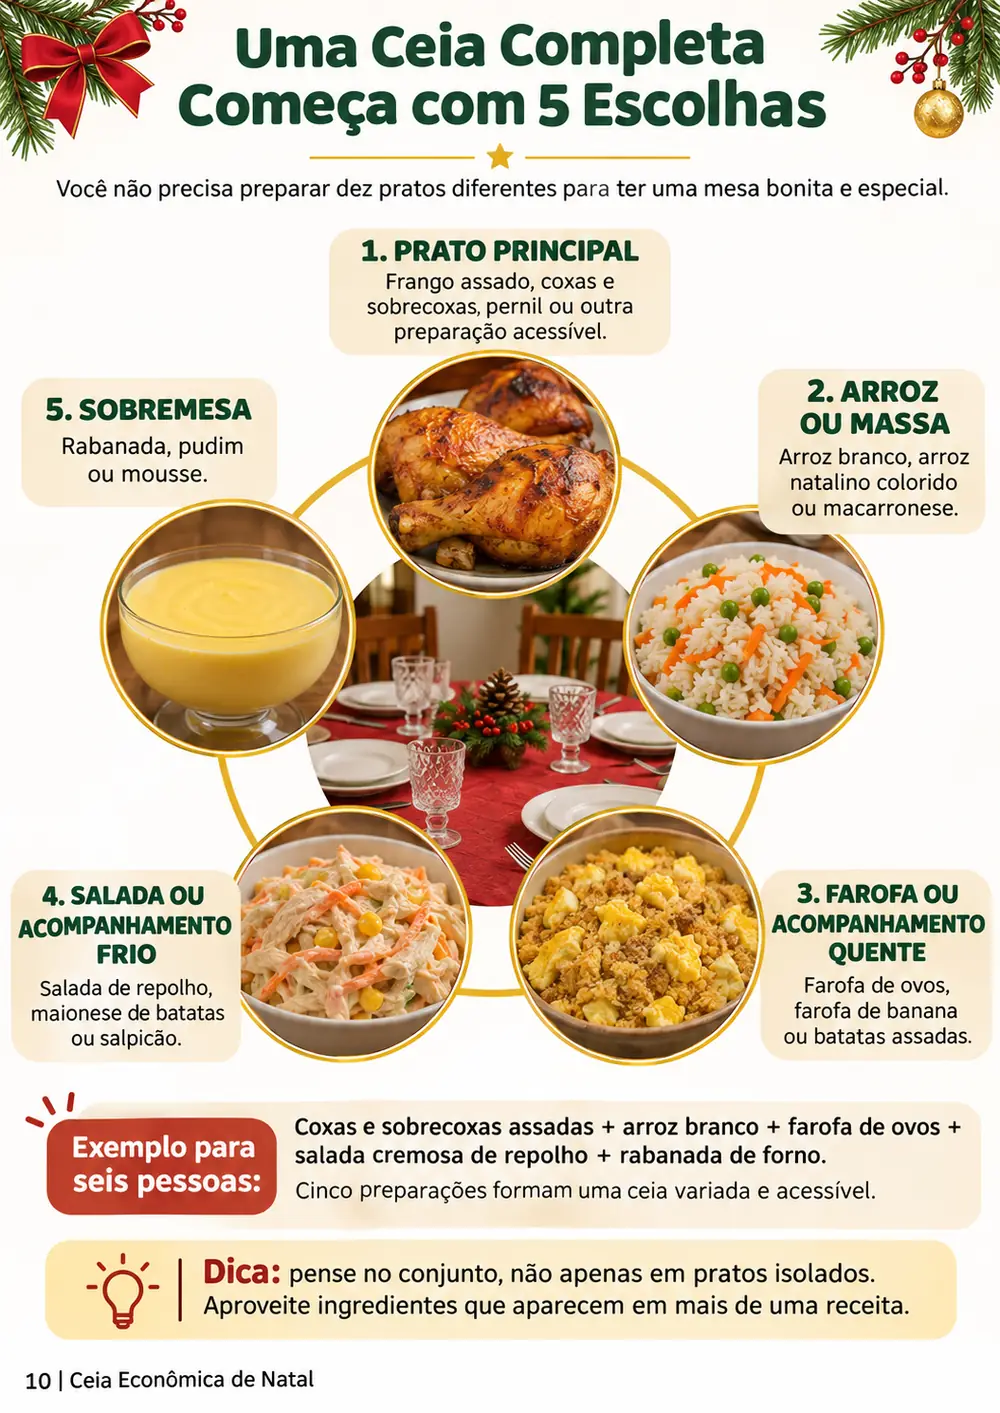 Uma Ceia Completa
Começa com 5 Escolhas
Você não precisa preparar dez pratos diferentes para ter uma mesa bonita e especial.
1. PRATO PRINCIPAL
Frango assado, coxas e
sobrecoxas, pernil ou outra
preparação acessível.
2. ARROZ
OU MASSA
Arroz branco, arroz
natalino colorido
ou macarronese.
3. FAROFA OU
ACOMPANHAMENTO
QUENTE
Farofa de ovos,
farofa de banana
ou batatas assadas.
4. SALADA OU
ACOMPANHAMENTO
FRIO
Salada de repolho,
maionese de batatas
ou salpicão.
5. SOBREMESA
Rabanada, pudim
ou mousse.
Exemplo para
seis pessoas:
Coxas e sobrecoxas assadas + arroz branco + farofa de ovos +
salada cremosa de repolho + rabanada de forno.
Cinco preparações formam uma ceia variada e acessível.
Dica: pense no conjunto, não apenas em pratos isolados.
Aproveite ingredientes que aparecem em mais de uma receita.
10 | Ceia Econômica de Natal